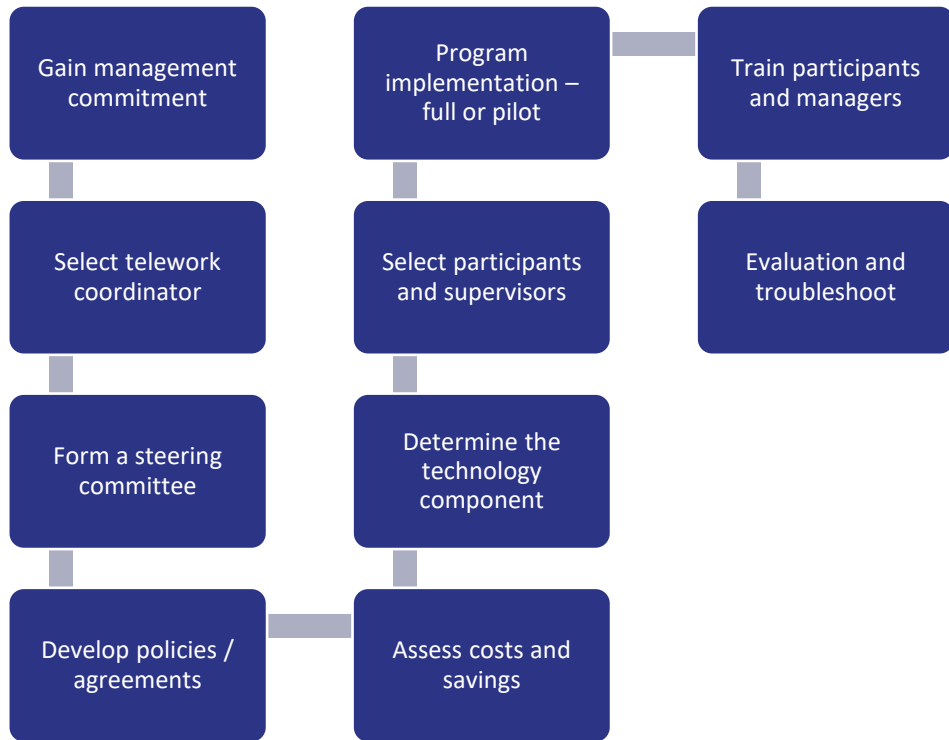 Gain management
commitment
Select telework
coordinator
Form a steering
committee
Develop policies /
agreements
Assess costs and
savings
Determine the
technology
component
Select participants
and supervisors
Program
implementation –
full or pilot
Train participants
and managers
Evaluation and
troubleshoot